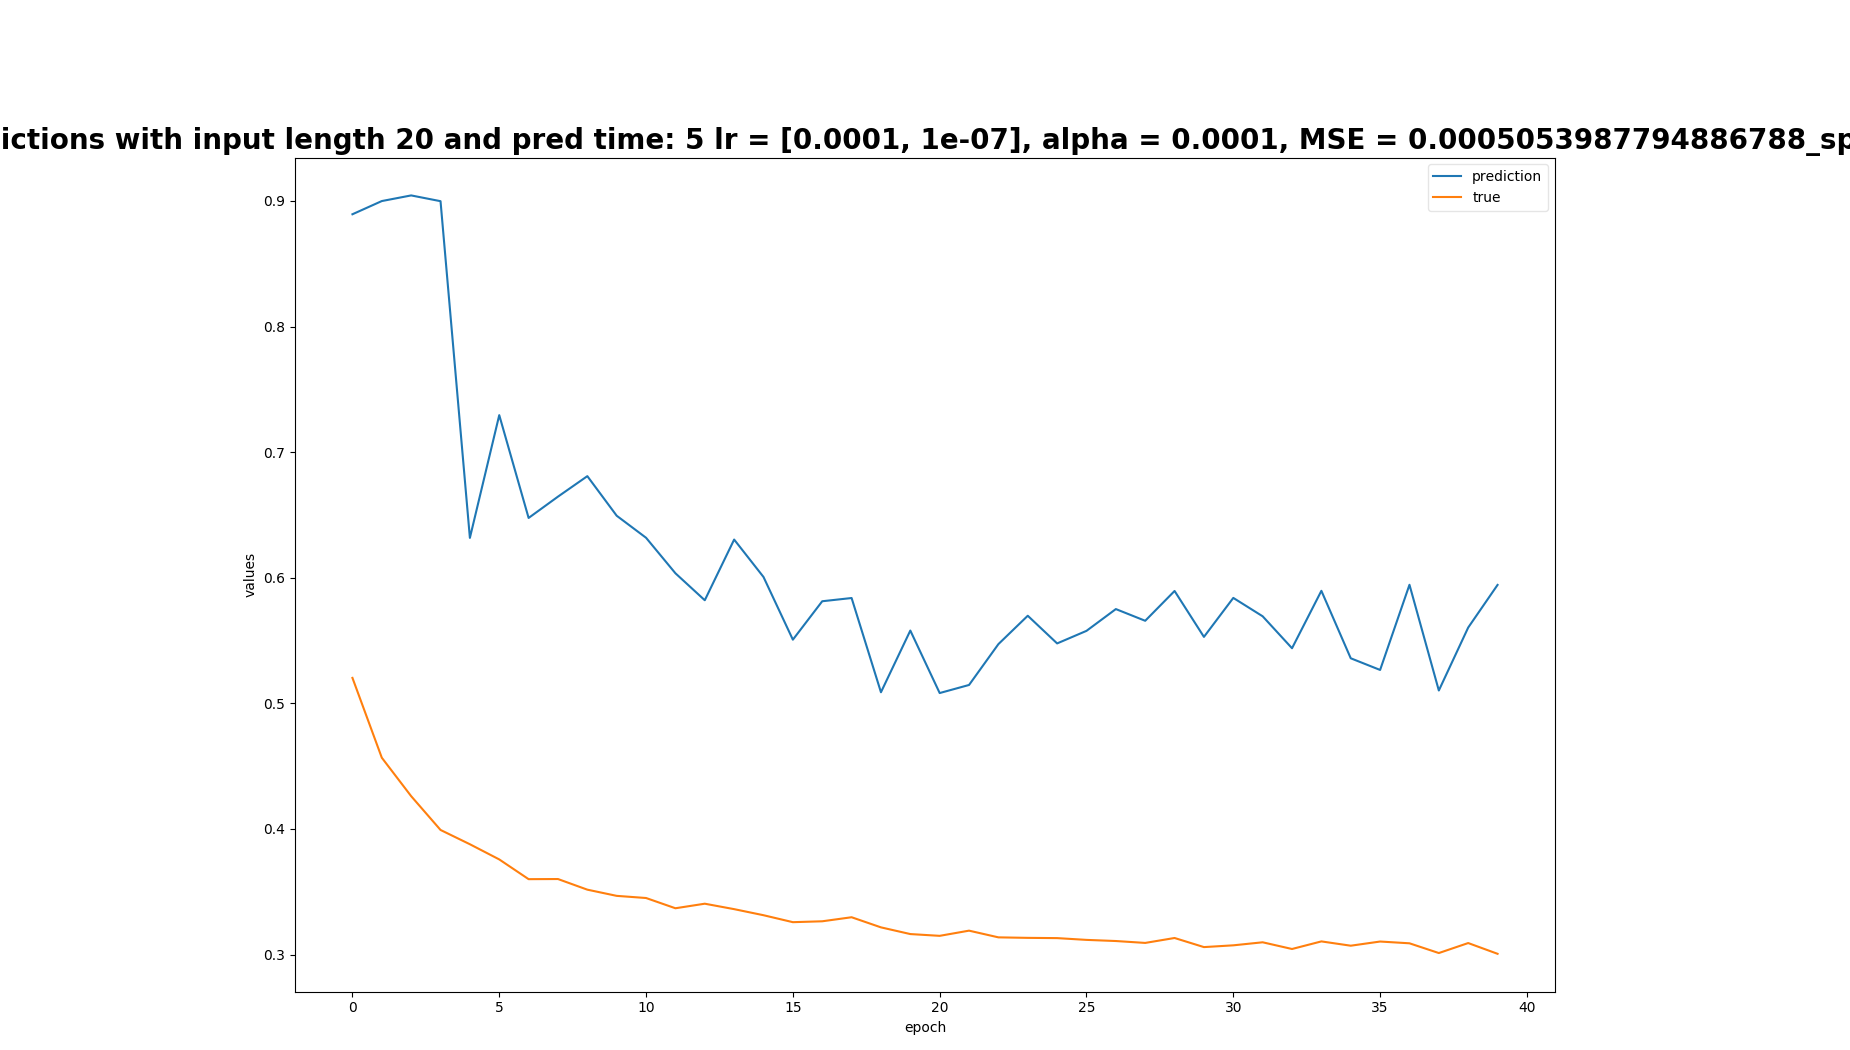 ictions with input length 20 and pred time: 5 lr = [0.0001, 1e-07], alpha = 0.0001, MSE = 0.0005053987794886788_sp
prediction
true
0.9
0.8
0.7
0.6
0.5
0.4
0.3
values
0 5 10 15 20 25 30 35 40
epoch